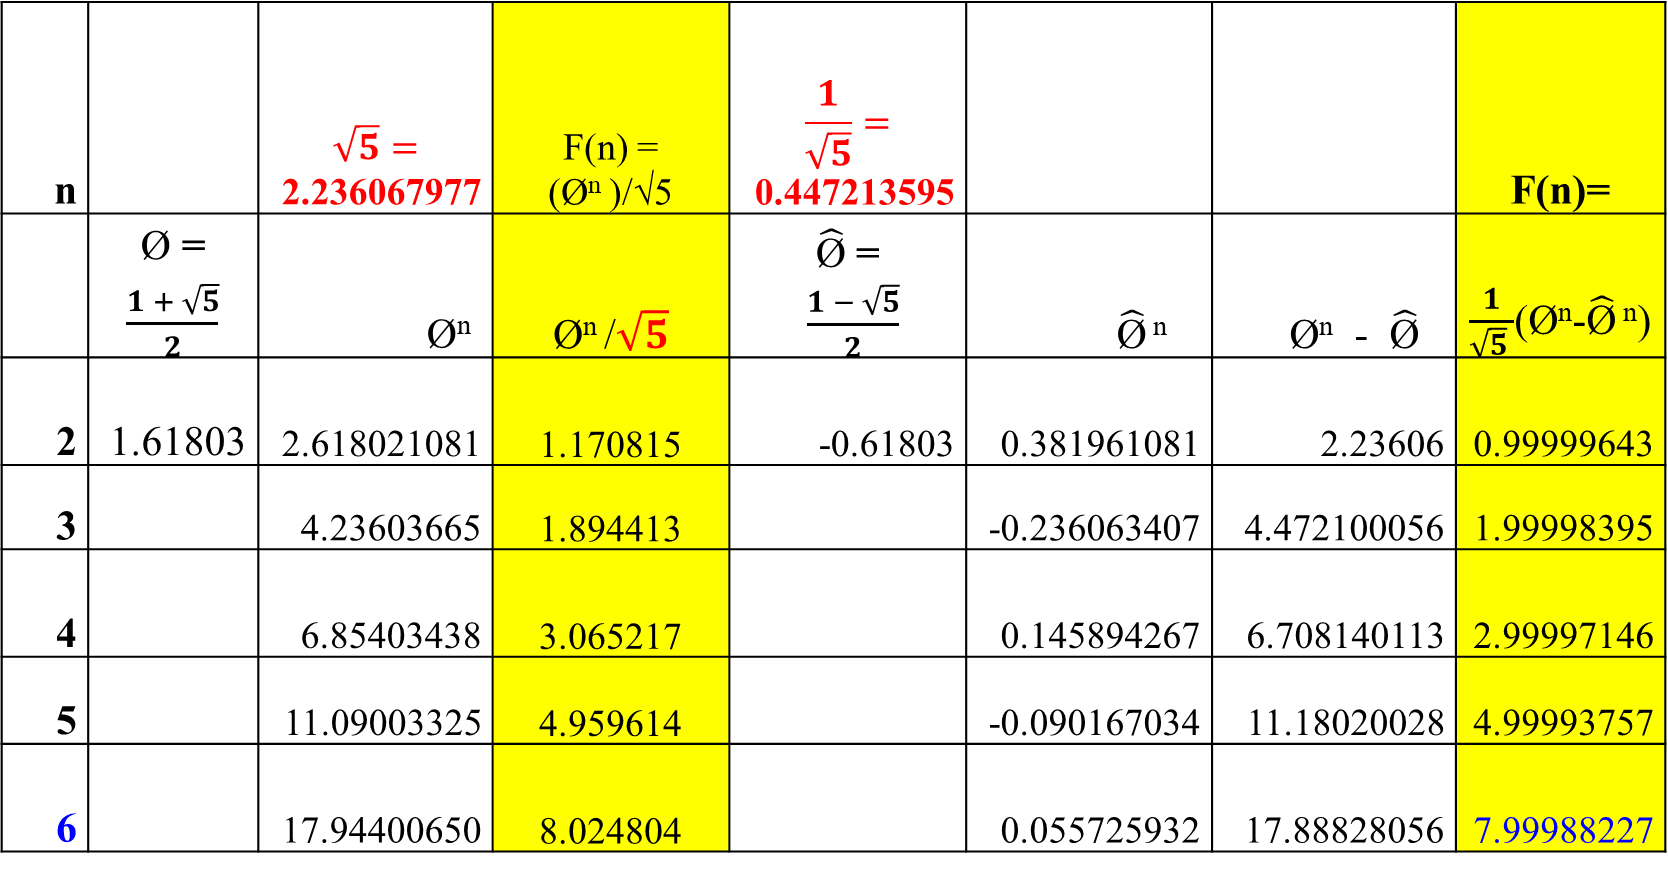 n √5 = 2.236067977 F(n) = (Øⁿ )/√5 1/√5 = 0.447213595 F(n)=
Ø = (1 + √5)/2 Øⁿ Øⁿ /√5 Ø̂ = (1 − √5)/2 Ø̂ ⁿ Øⁿ - Ø̂ 1/√5 (Øⁿ-Ø̂ ⁿ)
2 1.61803 2.618021081 1.170815 -0.61803 0.381961081 2.23606 0.99999643
3 4.23603665 1.894413 -0.236063407 4.472100056 1.99998395
4 6.85403438 3.065217 0.145894267 6.708140113 2.99997146
5 11.09003325 4.959614 -0.090167034 11.18020028 4.99993757
6 17.94400650 8.024804 0.055725932 17.88828056 7.99988227